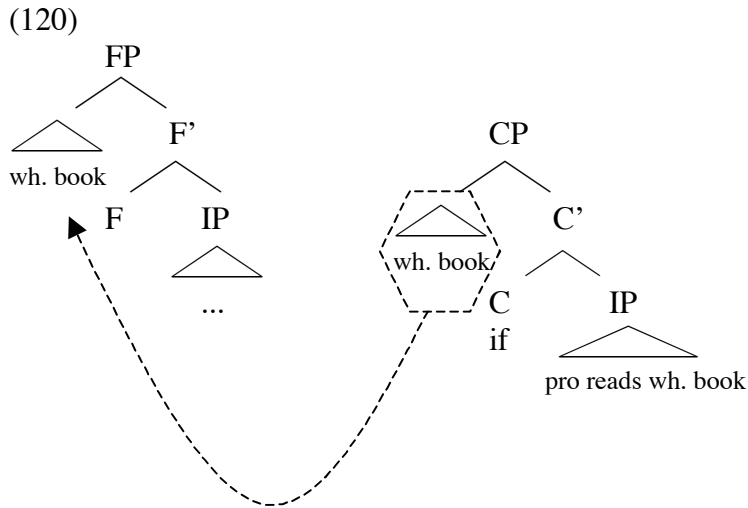 (120)
FP
F’
CP
wh. book
F
IP
C’
wh. book
...
C
if
IP
pro reads wh. book